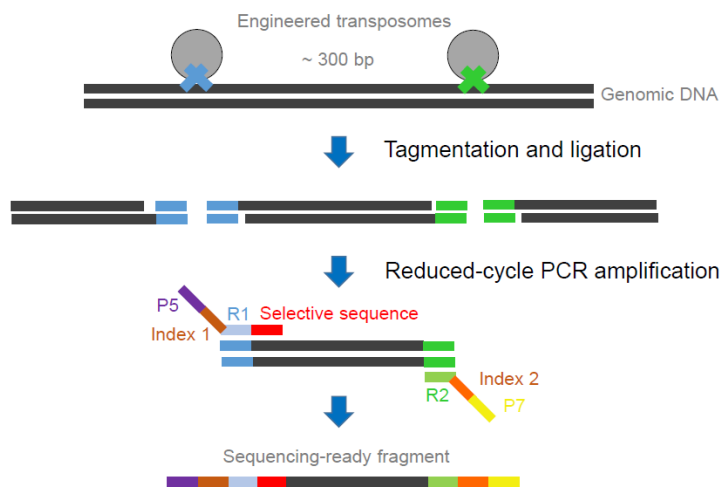 Engineered transposomes
~ 300 bp
Genomic DNA
Tagmentation and ligation
Reduced-cycle PCR amplification
P5
R1
Selective sequence
Index 1
Index 2
R2
P7
Sequencing-ready fragment